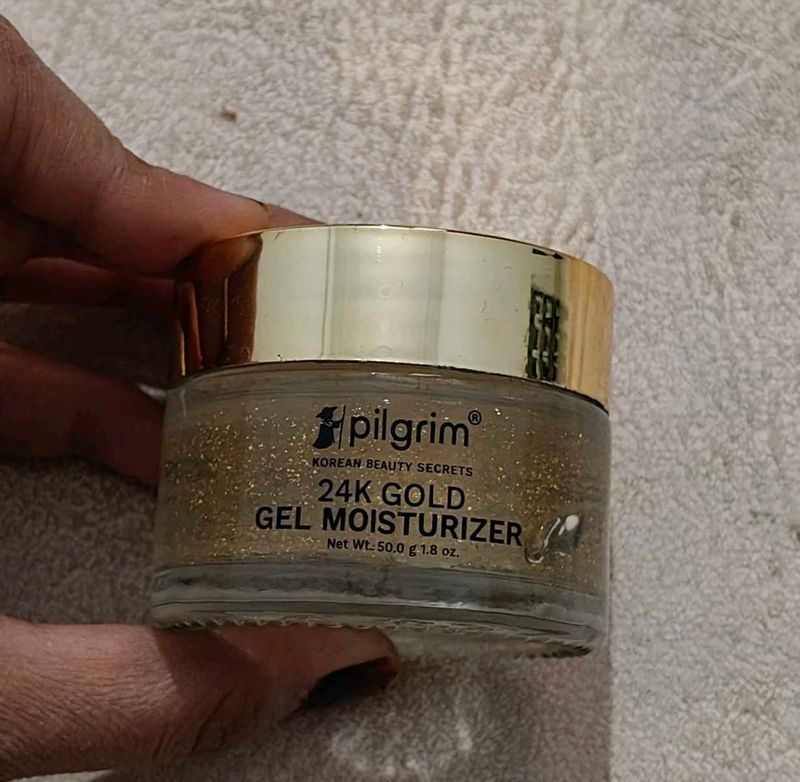 pilgrim®
KOREAN BEAUTY SECRETS
24K GOLD
GEL MOISTURIZER
Net Wt.: 50.0 g 1.8 oz.